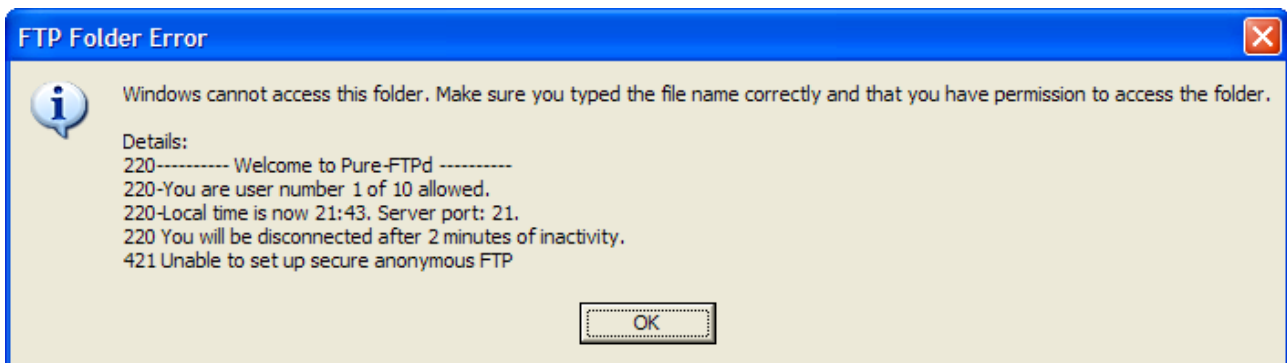 FTP Folder Error
Windows cannot access this folder. Make sure you typed the file name correctly and that you have permission to access the folder.
Details:
220---------- Welcome to Pure-FTPd ----------
220-You are user number 1 of 10 allowed.
220-Local time is now 21:43. Server port: 21.
220 You will be disconnected after 2 minutes of inactivity.
421 Unable to set up secure anonymous FTP
OK